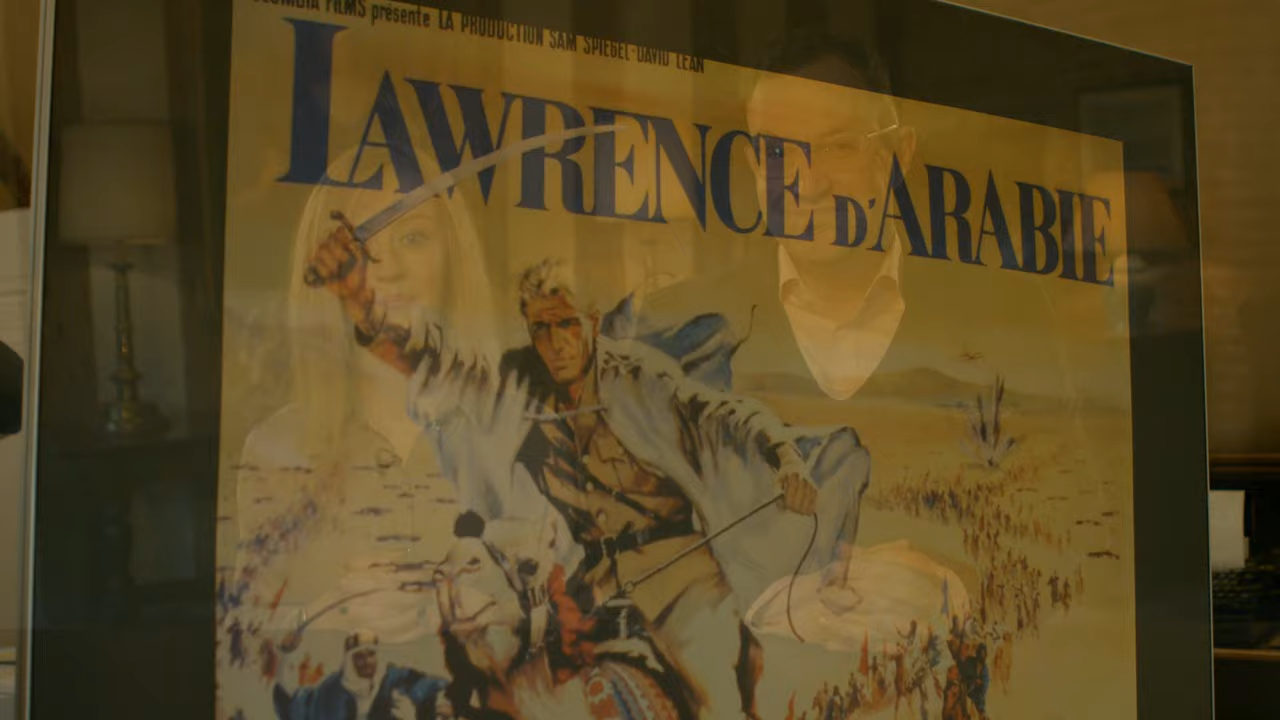 COLUMBIA FILMS présente LA PRODUCTION SAM SPIEGEL-DAVID LEAN
LAWRENCE D'ARABIE